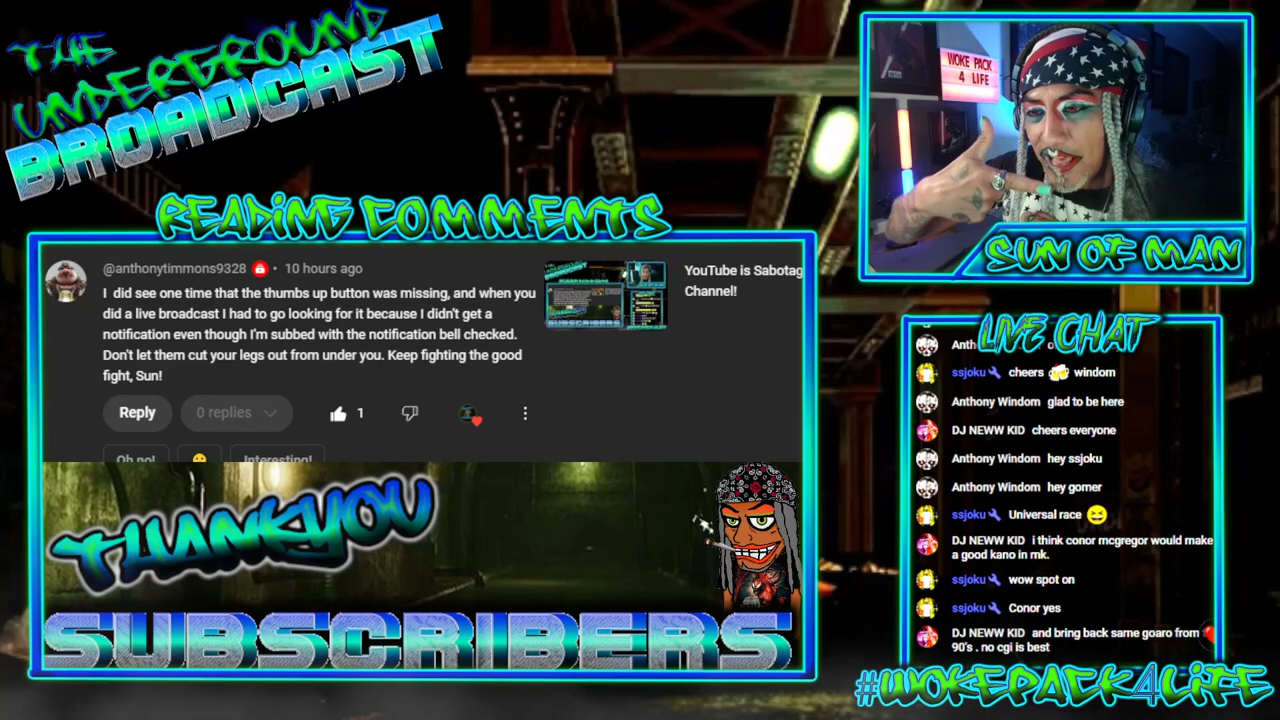 THE
UNDERGROUND
BROADCAST
READING COMMENTS
@anthonytimmons9328 • 10 hours ago
I did see one time that the thumbs up button was missing, and when you
did a live broadcast I had to go looking for it because I didn't get a
notification even though I'm subbed with the notification bell checked.
Don't let them cut your legs out from under you. Keep fighting the good
fight, Sun!
Reply 0 replies 1
Oh no! Interesting!
YouTube is Sabotag
Channel!
THANKYOU
SUBSCRIBERS
WOKE PACK
4 LIFE
SUN OF MAN
LIVE CHAT
Anth
ssjoku cheers 🍻 windom
Anthony Windom glad to be here
DJ NEWW KID cheers everyone
Anthony Windom hey ssjoku
Anthony Windom hey gomer
ssjoku Universal race 😆
DJ NEWW KID i think conor mcgregor would make
a good kano in mk.
ssjoku wow spot on
ssjoku Conor yes
DJ NEWW KID and bring back same goaro from
90's . no cgi is best
#WOKEPACK4LIFE